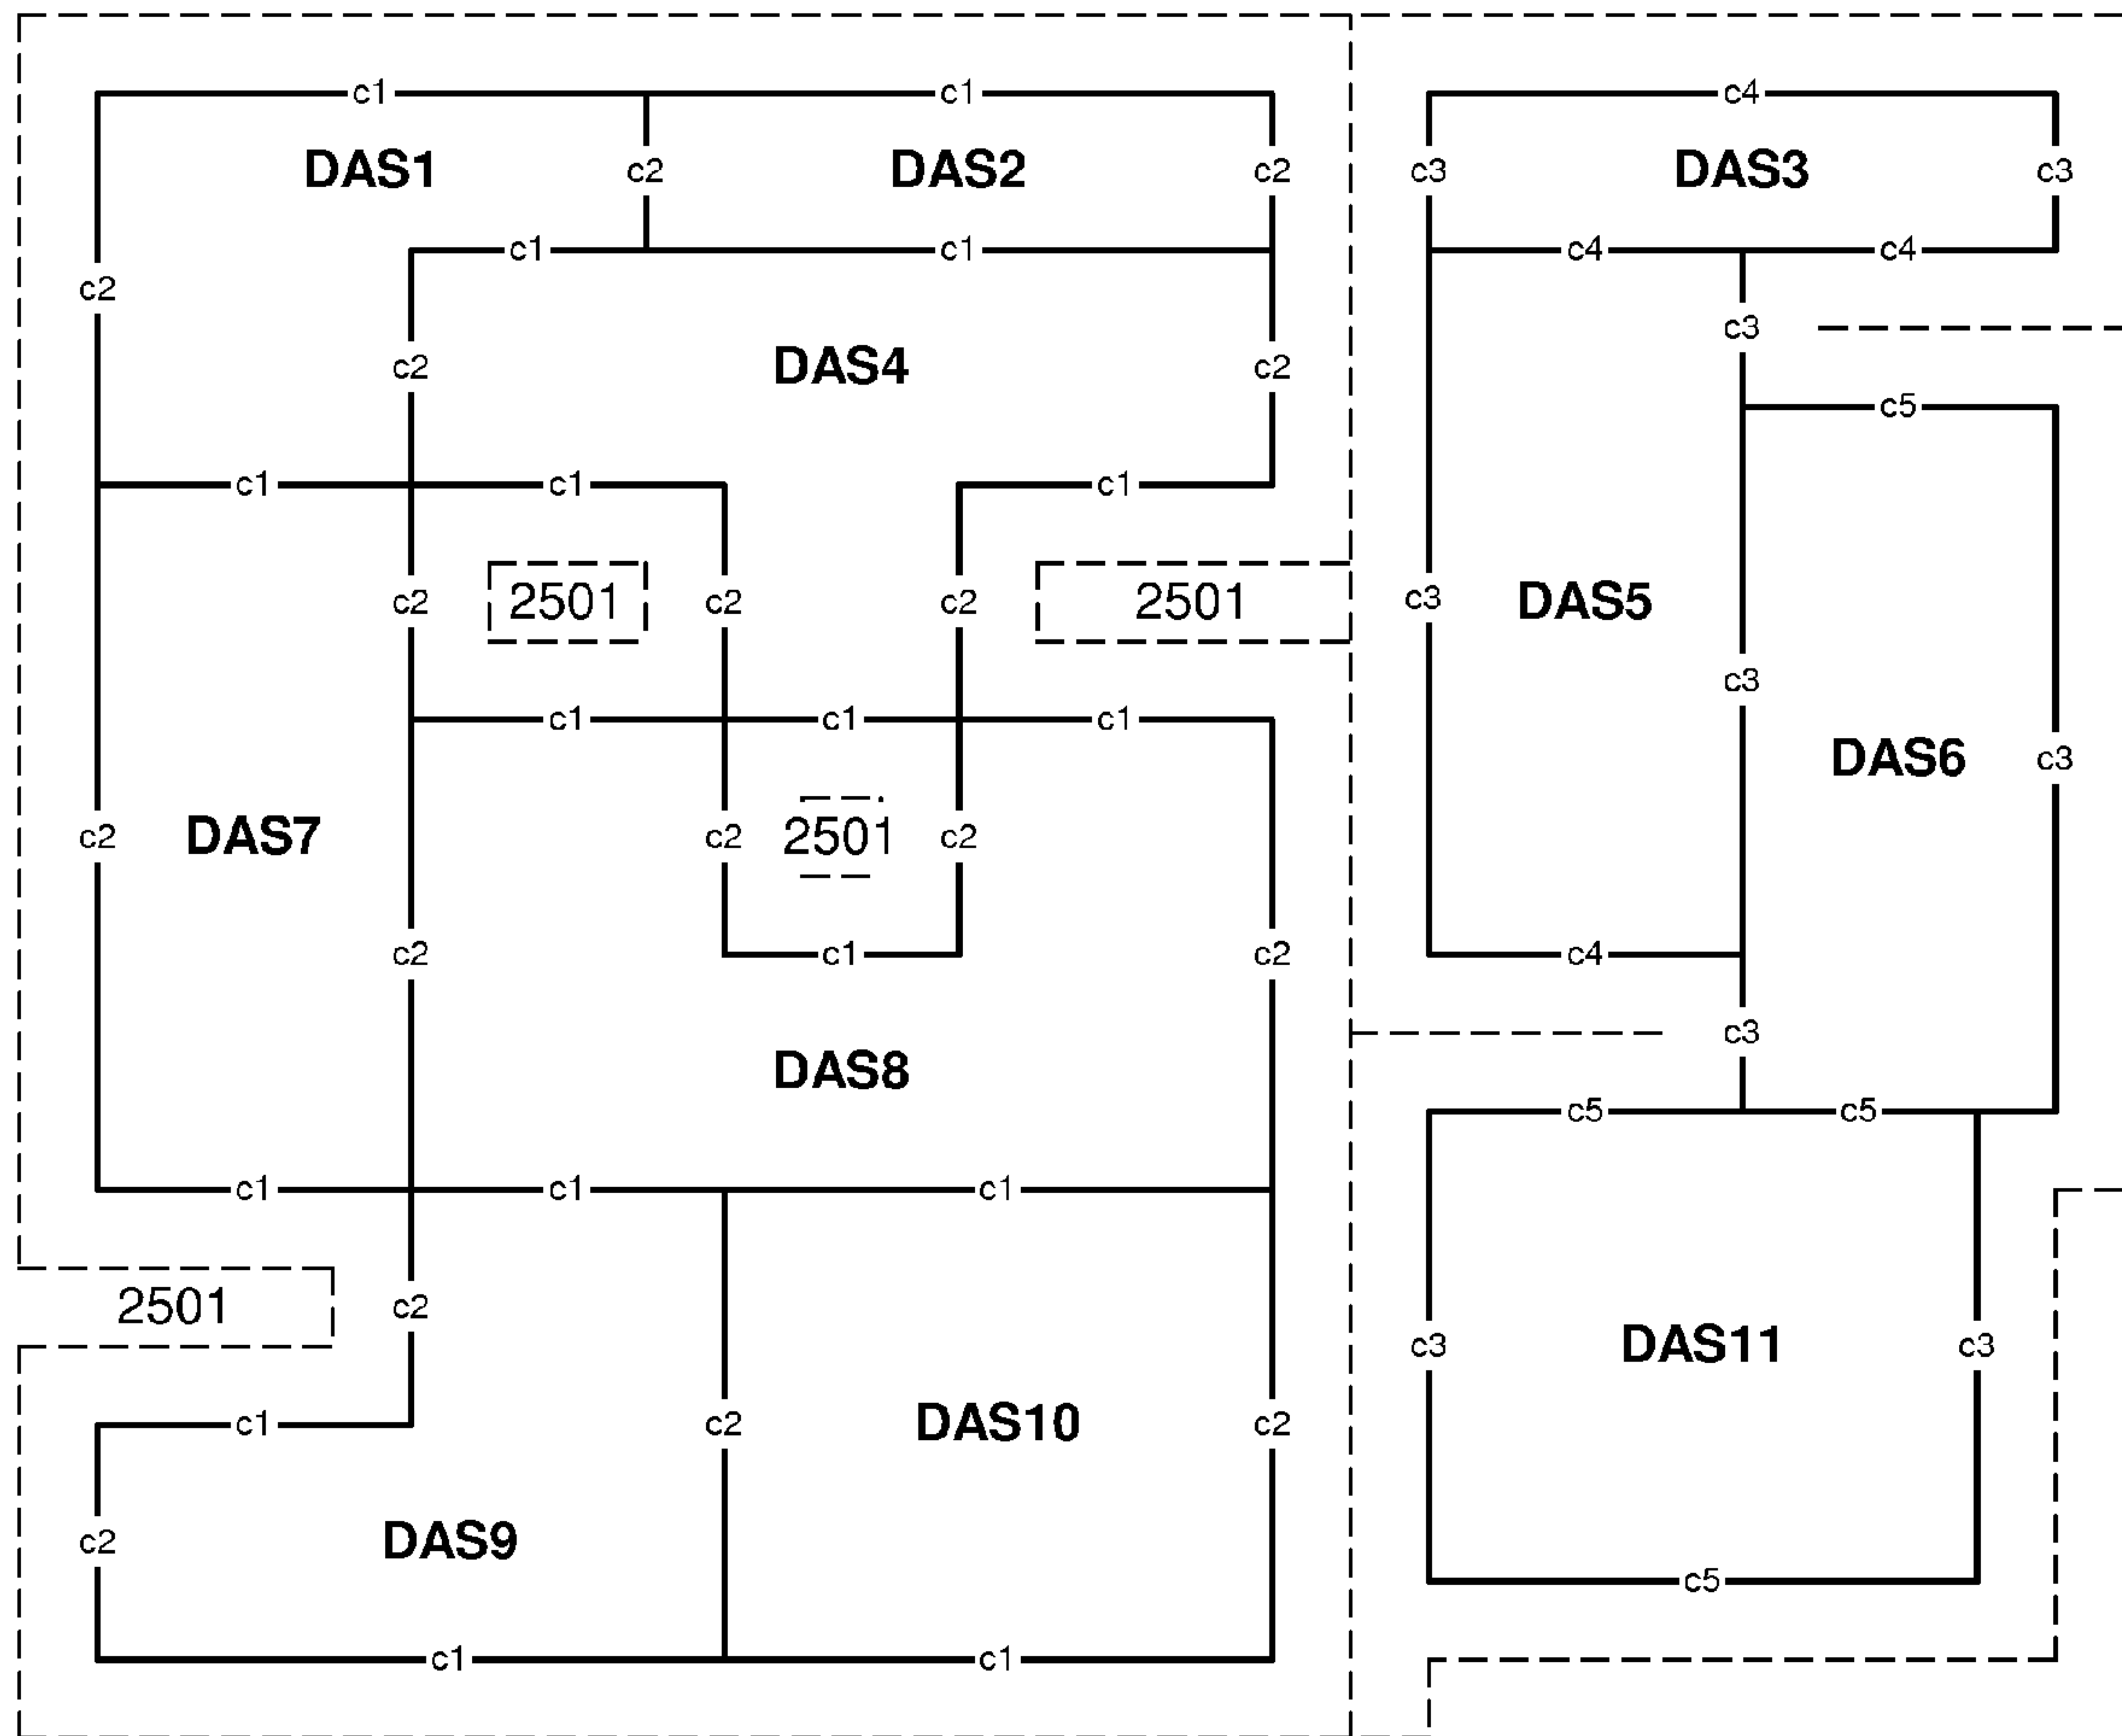 c1 c1 c4
DAS1 c2 DAS2 c2 c3 DAS3 c3
c1 c1 c4 c4
c2
c3
c2 DAS4 c2
c5
c1 c1 c1
c2 2501 c2 c2 2501 c3 DAS5
c3
c1 c1 c1
DAS6 c3
c2 DAS7 c2 2501 c2
c2 c1 c2 c4
c3
DAS8
c5 c5
c1 c1 c1
2501 c2
c3 DAS11 c3
c1 c2 DAS10 c2
c2 DAS9
c5
c1 c1